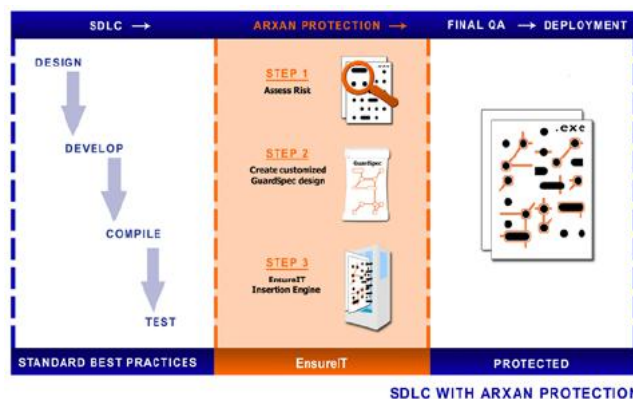 SDLC →
ARXAN PROTECTION →
FINAL QA → DEPLOYMENT
DESIGN
DEVELOP
COMPILE
TEST
STEP 1
Assess Risk
STEP 2
Create customized
GuardSpec design
GuardSpec
STEP 3
EnsureIT
Insertion Engine
.exe
STANDARD BEST PRACTICES
EnsureIT
PROTECTED
SDLC WITH ARXAN PROTECTION